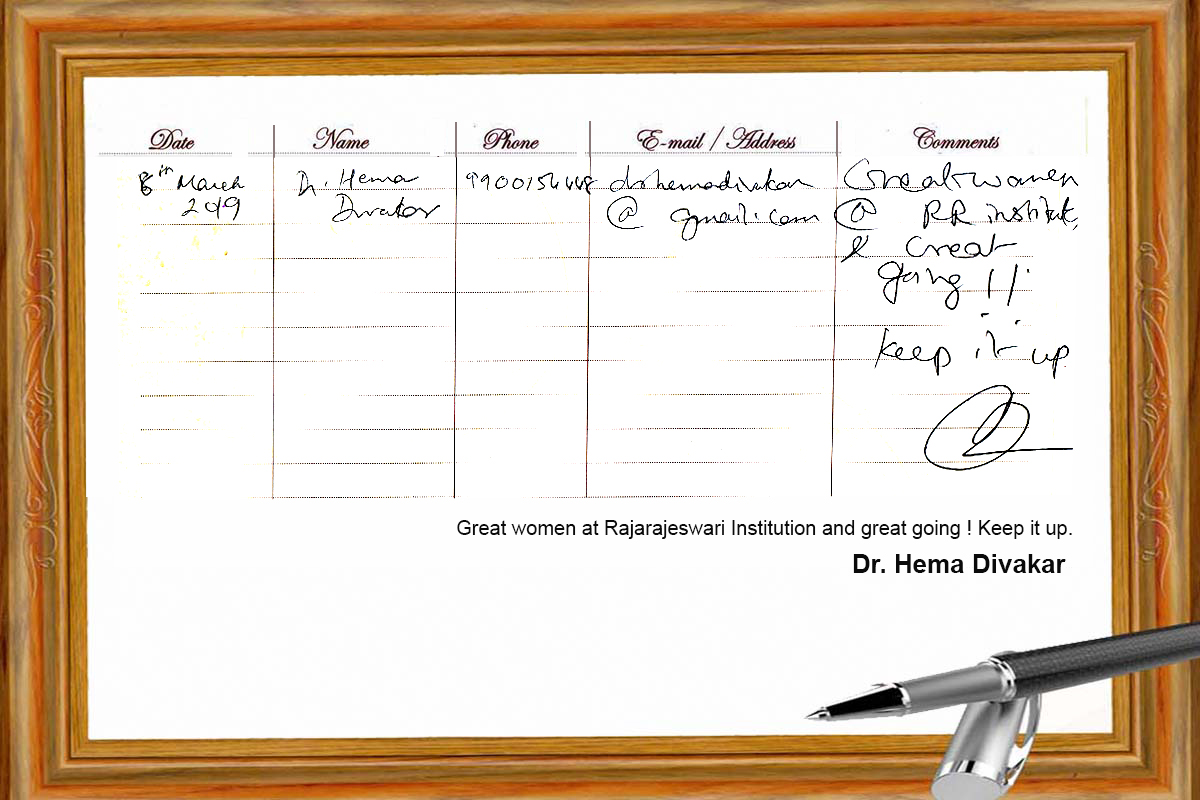 Date Name Phone E-mail / Address Comments
8th March 2019 Dr. Hema Divakar 9900154448 drhemadivakar @ gmail.com Great women
@ RR institute,
& Great
going !!
Keep it up
Great women at Rajarajeswari Institution and great going ! Keep it up.
Dr. Hema Divakar